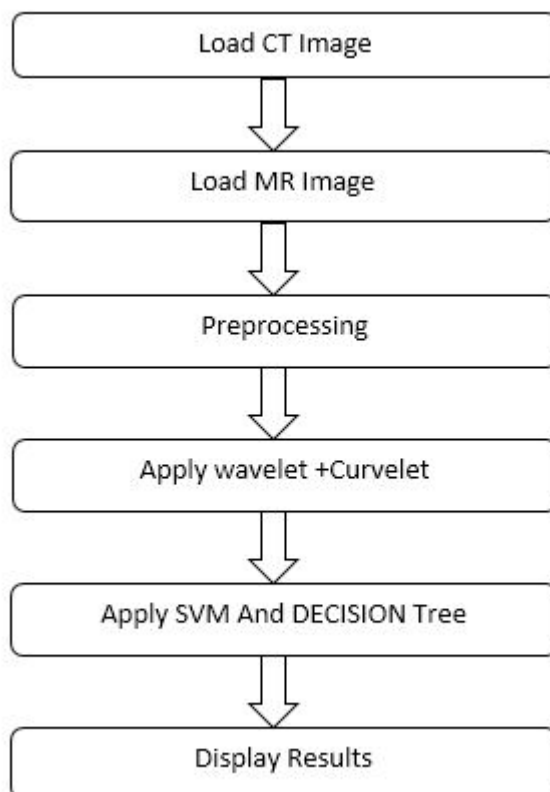 Load CT Image
Load MR Image
Preprocessing
Apply wavelet +Curvelet
Apply SVM And DECISION Tree
Display Results